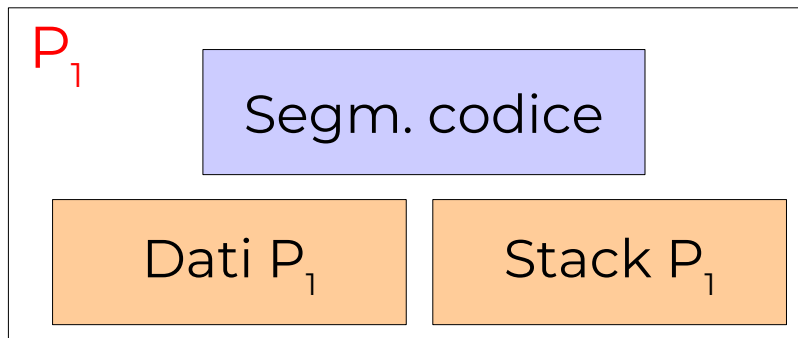 P₁
Segm. codice
Dati P₁
Stack P₁